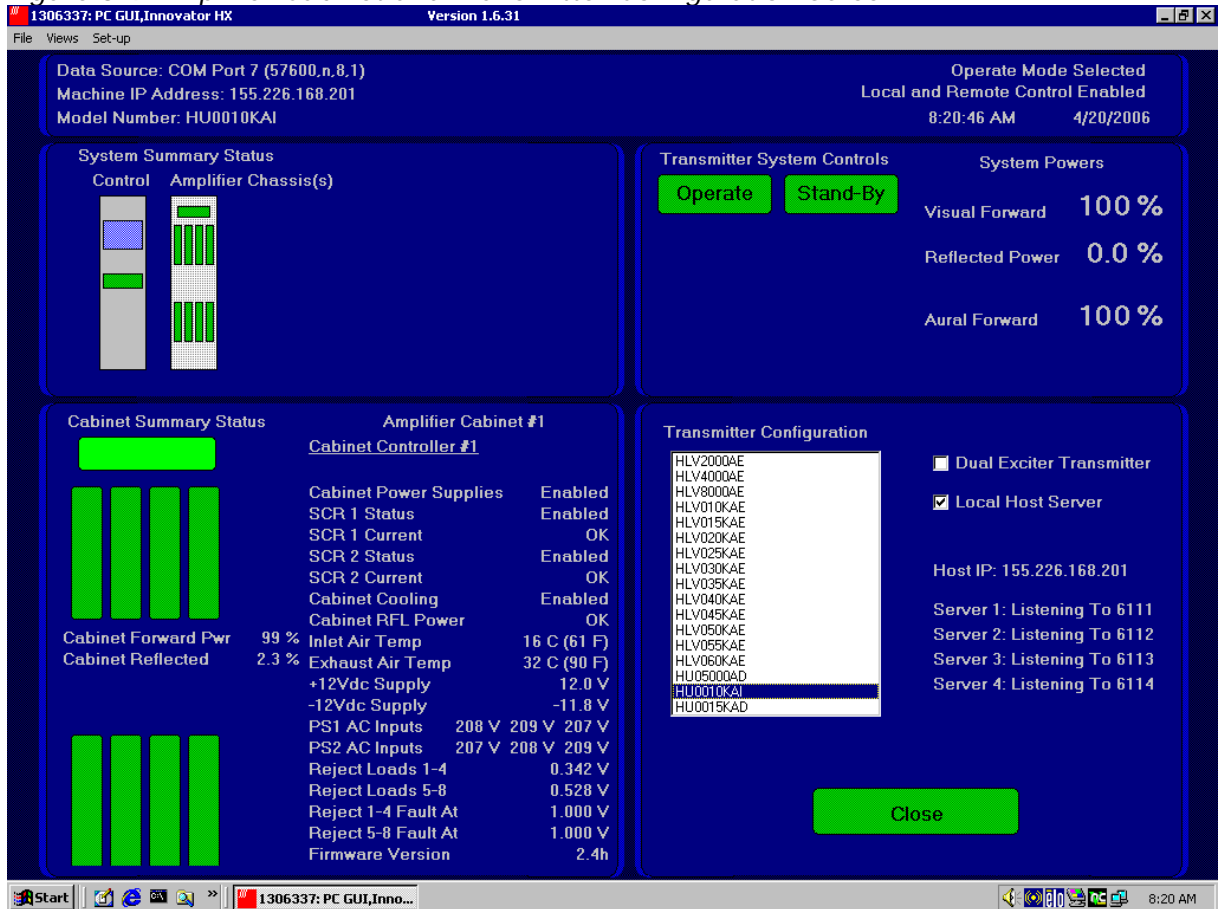 1306337: PC GUI,Innovator HX Version 1.6.31
File Views Set-up
Data Source: COM Port 7 (57600,n,8,1)
Machine IP Address: 155.226.168.201
Model Number: HU0010KAI
Operate Mode Selected
Local and Remote Control Enabled
8:20:46 AM 4/20/2006
System Summary Status
Control Amplifier Chassis(s)
Transmitter System Controls
Operate Stand-By
System Powers
Visual Forward 100 %
Reflected Power 0.0 %
Aural Forward 100 %
Cabinet Summary Status
Cabinet Forward Pwr 99 %
Cabinet Reflected 2.3 %
Amplifier Cabinet #1
Cabinet Controller #1
Cabinet Power Supplies Enabled
SCR 1 Status Enabled
SCR 1 Current OK
SCR 2 Status Enabled
SCR 2 Current OK
Cabinet Cooling Enabled
Cabinet RFL Power OK
Inlet Air Temp 16 C (61 F)
Exhaust Air Temp 32 C (90 F)
+12Vdc Supply 12.0 V
-12Vdc Supply -11.8 V
PS1 AC Inputs 208 V 209 V 207 V
PS2 AC Inputs 207 V 208 V 209 V
Reject Loads 1-4 0.342 V
Reject Loads 5-8 0.528 V
Reject 1-4 Fault At 1.000 V
Reject 5-8 Fault At 1.000 V
Firmware Version 2.4h
Transmitter Configuration
HLV2000AE
HLV4000AE
HLV8000AE
HLV010KAE
HLV015KAE
HLV020KAE
HLV025KAE
HLV030KAE
HLV035KAE
HLV040KAE
HLV045KAE
HLV050KAE
HLV055KAE
HLV060KAE
HU05000AD
HU0010KAI
HU0015KAD
Dual Exciter Transmitter
Local Host Server
Host IP: 155.226.168.201
Server 1: Listening To 6111
Server 2: Listening To 6112
Server 3: Listening To 6113
Server 4: Listening To 6114
Close
Start
1306337: PC GUI,Inno...
8:20 AM